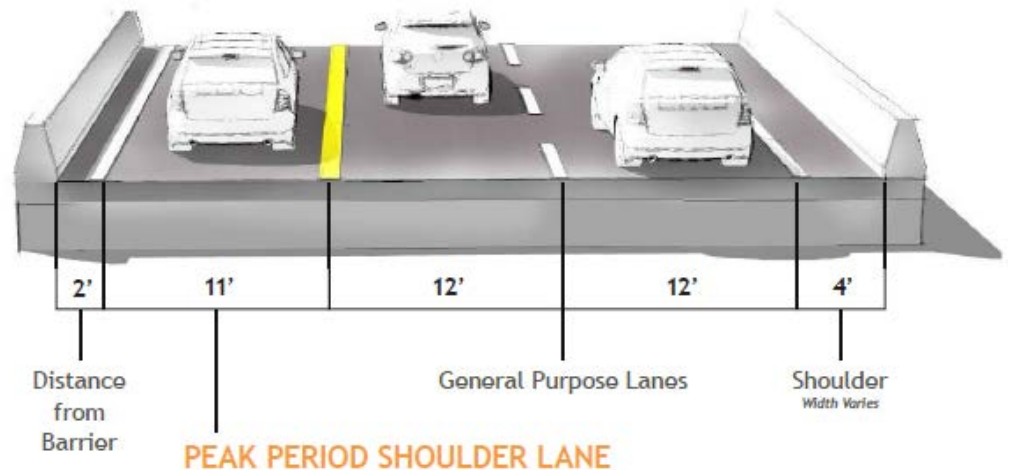 2’ 11’ 12’ 12’ 4’
Distance
from
Barrier
General Purpose Lanes
Shoulder
Width Varies
PEAK PERIOD SHOULDER LANE